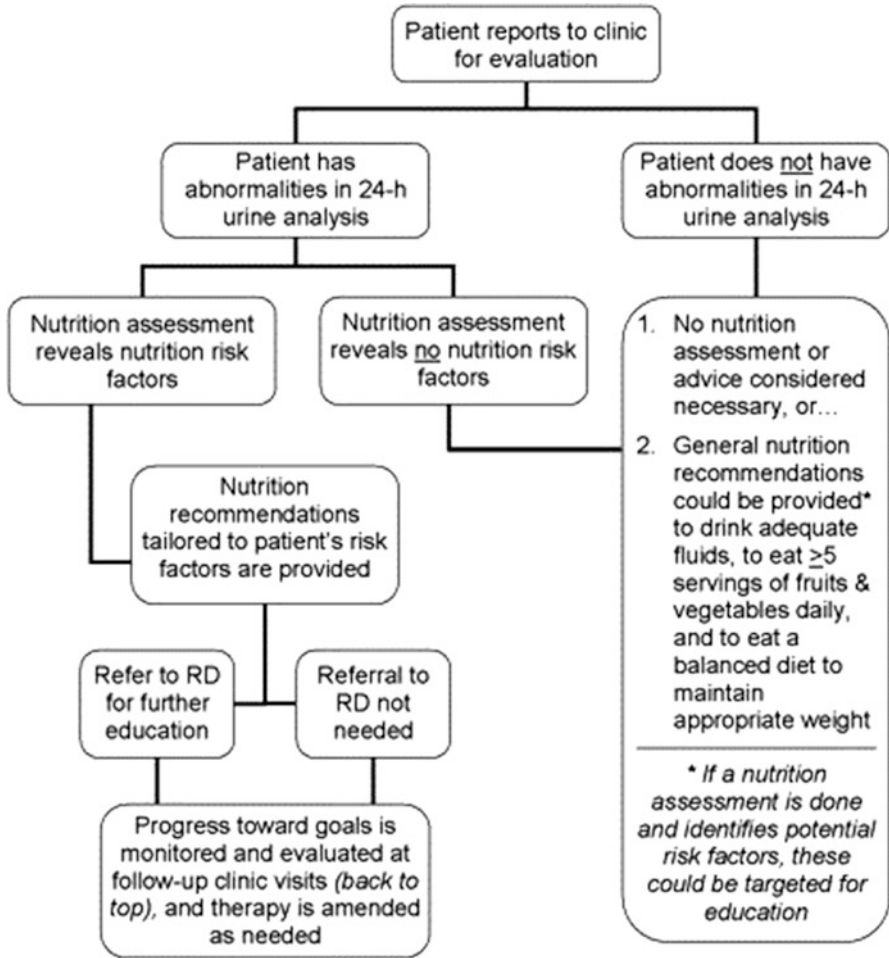 Patient reports to clinic
for evaluation
Patient has
abnormalities in 24-h
urine analysis
Patient does not have
abnormalities in 24-h
urine analysis
Nutrition assessment
reveals nutrition risk
factors
Nutrition assessment
reveals no nutrition risk
factors
1. No nutrition
assessment or
advice considered
necessary, or…
2. General nutrition
recommendations
could be provided*
to drink adequate
fluids, to eat ≥5
servings of fruits &
vegetables daily,
and to eat a
balanced diet to
maintain
appropriate weight
* If a nutrition
assessment is done
and identifies potential
risk factors, these
could be targeted for
education
Nutrition
recommendations
tailored to patient's risk
factors are provided
Refer to RD
for further
education
Referral to
RD not
needed
Progress toward goals is
monitored and evaluated at
follow-up clinic visits (back to
top), and therapy is amended
as needed